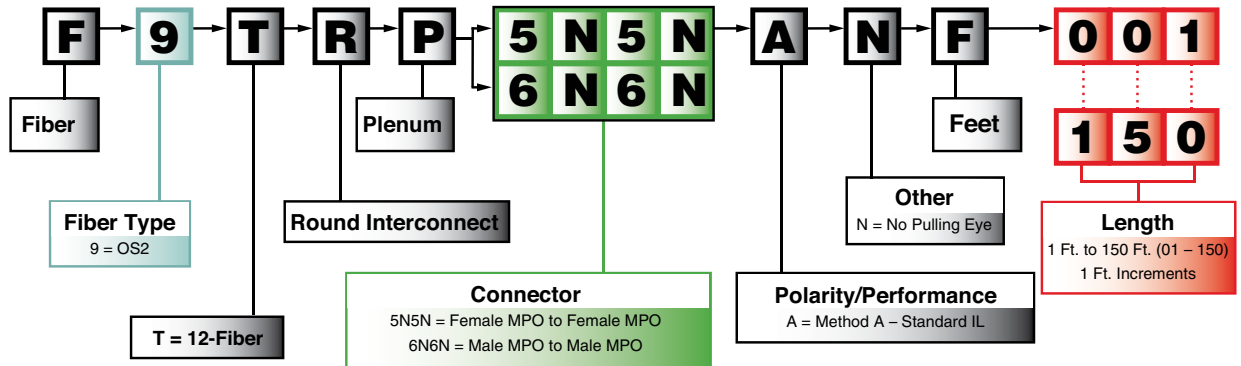 F 9 T R P 5 N 5 N A N F 0 0 1
6 N 6 N
1 5 0
Fiber
Plenum
Feet
Fiber Type
9 = OS2
Round Interconnect
Other
N = No Pulling Eye
Length
1 Ft. to 150 Ft. (01 – 150)
1 Ft. Increments
T = 12-Fiber
Connector
5N5N = Female MPO to Female MPO
6N6N = Male MPO to Male MPO
Polarity/Performance
A = Method A – Standard IL